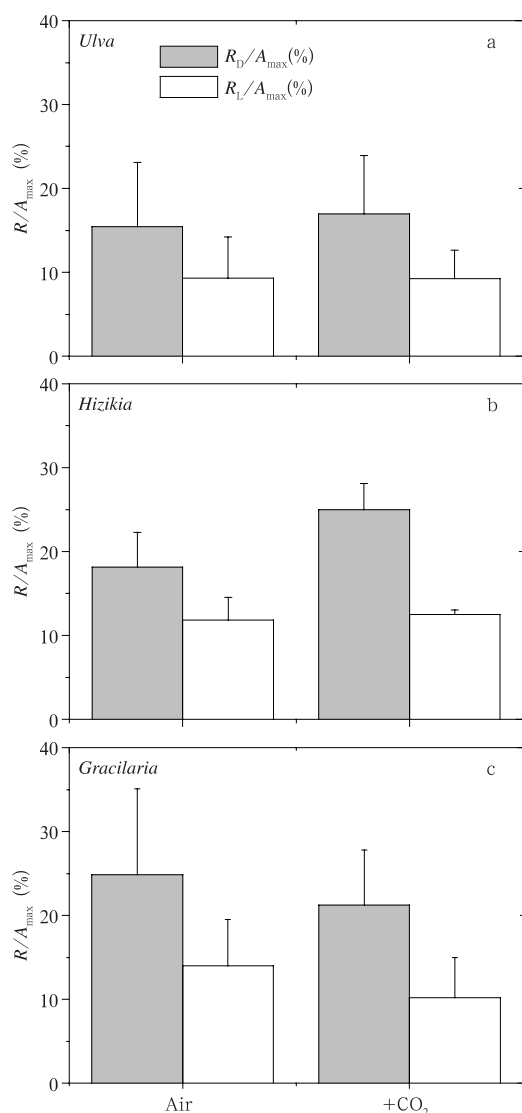 40
Ulva
a
R_D/A_max(%)
R_L/A_max(%)
30
20
10
0
R/A_max (%)
40
Hizikia
b
30
20
10
0
R/A_max (%)
40
Gracilaria
c
30
20
10
0
R/A_max (%)
Air
+CO₂